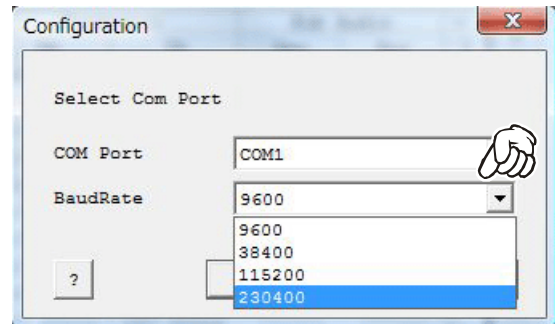 Configuration
Select Com Port
COM Port
COM1
BaudRate
9600
9600
38400
115200
230400
?